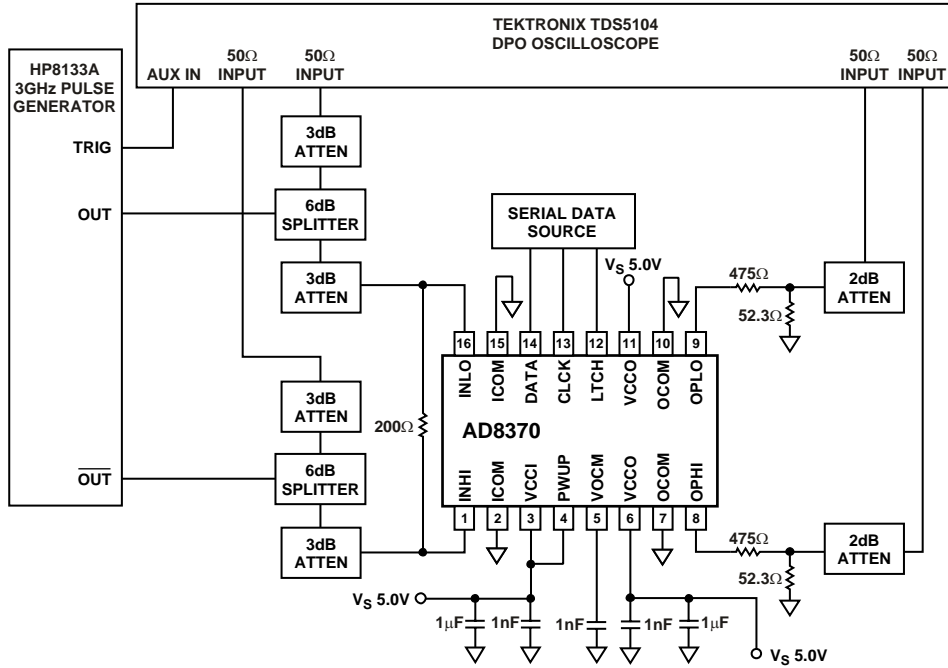 TEKTRONIX TDS5104
DPO OSCILLOSCOPE
50Ω
INPUT
50Ω
INPUT
50Ω
INPUT
50Ω
INPUT
AUX IN
HP8133A
3GHz PULSE
GENERATOR
TRIG
OUT
OUT
3dB
ATTEN
6dB
SPLITTER
3dB
ATTEN
3dB
ATTEN
6dB
SPLITTER
3dB
ATTEN
200Ω
SERIAL DATA
SOURCE
VS 5.0V
475Ω
52.3Ω
2dB
ATTEN
16
15
14
13
12
11
10
9
INLO
ICOM
DATA
CLCK
LTCH
VCCO
OCOM
OPLO
AD8370
INHI
ICOM
VCCI
PWUP
VOCM
VCCO
OCOM
OPHI
1
2
3
4
5
6
7
8
475Ω
52.3Ω
2dB
ATTEN
VS 5.0V
1μF
1nF
1nF
1nF
1μF
VS 5.0V